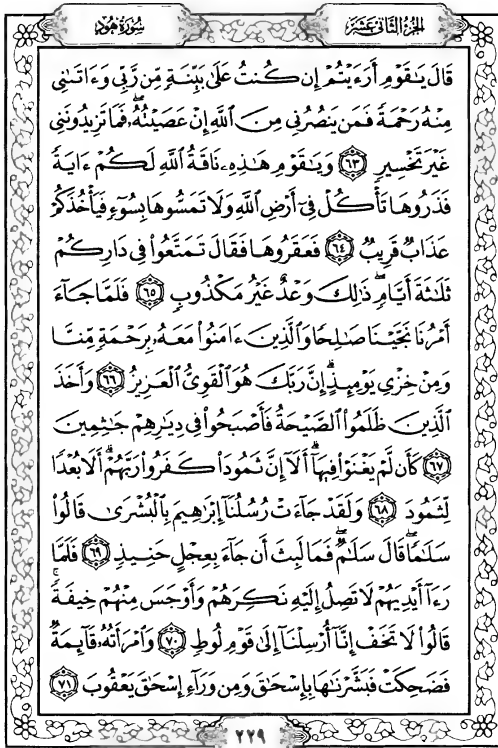 الجزء الثاني عشر
سورة هود
قَالَ يَٰقَوْمِ أَرَءَيْتُمْ إِن كُنتُ عَلَىٰ بَيِّنَةٍ مِّن رَّبِّي وَءَاتَىٰنِي
مِنْهُ رَحْمَةً فَمَن يَنصُرُنِي مِنَ ٱللَّهِ إِنْ عَصَيْتُهُۥۖ فَمَا تَزِيدُونَنِي
غَيْرَ تَخْسِيرٍ ﴿٦٣﴾ وَيَٰقَوْمِ هَٰذِهِۦ نَاقَةُ ٱللَّهِ لَكُمْ ءَايَةً
فَذَرُوهَا تَأْكُلْ فِىٓ أَرْضِ ٱللَّهِ وَلَا تَمَسُّوهَا بِسُوٓءٍ فَيَأْخُذَكُمْ
عَذَابٌ قَرِيبٌ ﴿٦٤﴾ فَعَقَرُوهَا فَقَالَ تَمَتَّعُوا۟ فِى دَارِكُمْ
ثَلَٰثَةَ أَيَّامٍۖ ذَٰلِكَ وَعْدٌ غَيْرُ مَكْذُوبٍ ﴿٦٥﴾ فَلَمَّا جَآءَ
أَمْرُنَا نَجَّيْنَا صَٰلِحًا وَٱلَّذِينَ ءَامَنُوا۟ مَعَهُۥ بِرَحْمَةٍ مِّنَّا
وَمِنْ خِزْىِ يَوْمِئِذٍۗ إِنَّ رَبَّكَ هُوَ ٱلْقَوِىُّ ٱلْعَزِيزُ ﴿٦٦﴾ وَأَخَذَ
ٱلَّذِينَ ظَلَمُوا۟ ٱلصَّيْحَةُ فَأَصْبَحُوا۟ فِى دِيَٰرِهِمْ جَٰثِمِينَ
﴿٦٧﴾ كَأَن لَّمْ يَغْنَوْا۟ فِيهَآۗ أَلَآ إِنَّ ثَمُودَا۟ كَفَرُوا۟ رَبَّهُمْۗ أَلَا بُعْدًا
لِّثَمُودَ ﴿٦٨﴾ وَلَقَدْ جَآءَتْ رُسُلُنَآ إِبْرَٰهِيمَ بِٱلْبُشْرَىٰ قَالُوا۟
سَلَٰمًاۖ قَالَ سَلَٰمٌۖ فَمَا لَبِثَ أَن جَآءَ بِعِجْلٍ حَنِيذٍ ﴿٦٩﴾ فَلَمَّا
رَءَآ أَيْدِيَهُمْ لَا تَصِلُ إِلَيْهِ نَكِرَهُمْ وَأَوْجَسَ مِنْهُمْ خِيفَةًۚ
قَالُوا۟ لَا تَخَفْ إِنَّآ أُرْسِلْنَآ إِلَىٰ قَوْمِ لُوطٍ ﴿٧٠﴾ وَٱمْرَأَتُهُۥ قَآئِمَةٌ
فَضَحِكَتْ فَبَشَّرْنَٰهَا بِإِسْحَٰقَ وَمِن وَرَآءِ إِسْحَٰقَ يَعْقُوبَ ﴿٧١﴾
٢٢٩